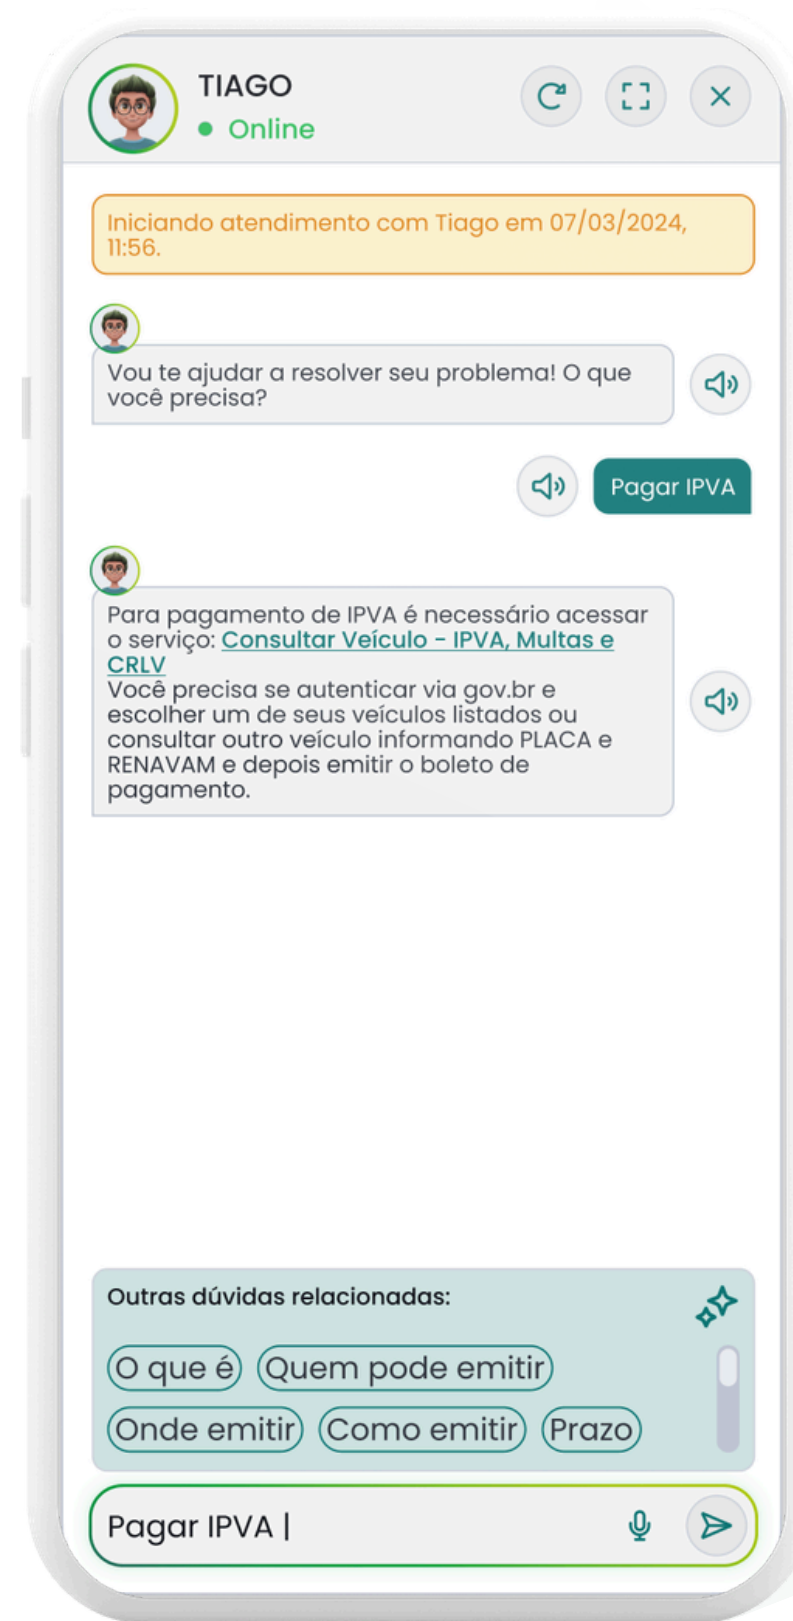 TIAGO
Online
Iniciando atendimento com Tiago em 07/03/2024,
11:56.
Vou te ajudar a resolver seu problema! O que
você precisa?
Pagar IPVA
Para pagamento de IPVA é necessário acessar
o serviço: Consultar Veículo - IPVA, Multas e
CRLV
Você precisa se autenticar via gov.br e
escolher um de seus veículos listados ou
consultar outro veículo informando PLACA e
RENAVAM e depois emitir o boleto de
pagamento.
Outras dúvidas relacionadas:
O que é Quem pode emitir
Onde emitir Como emitir Prazo
Pagar IPVA |